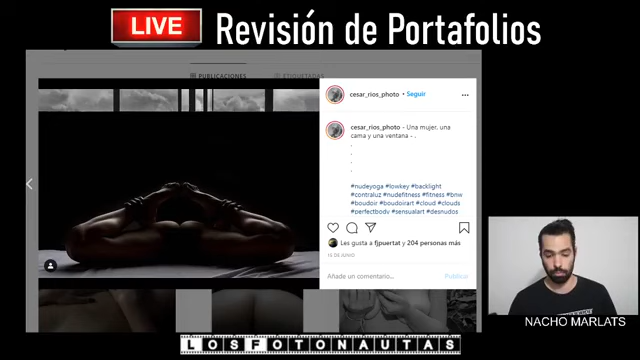 LIVE
Revisión de Portafolios
PUBLICACIONES
ETIQUETADAS
cesar_rios_photo • Seguir
cesar_rios_photo - Una mujer, una
cama y una ventana - .
.
.
.
.
#nudeyoga #lowkey #backlight
#contraluz #nudefitness #fitness #bnw
#boudoir #boudoirart #cloud #clouds
#perfectbody #sensualart #desnudos
Les gusta a fjpuertat y 204 personas más
15 DE JUNIO
Añade un comentario...
Publicar
NACHO MARLATS
LOSFOTONAUTAS